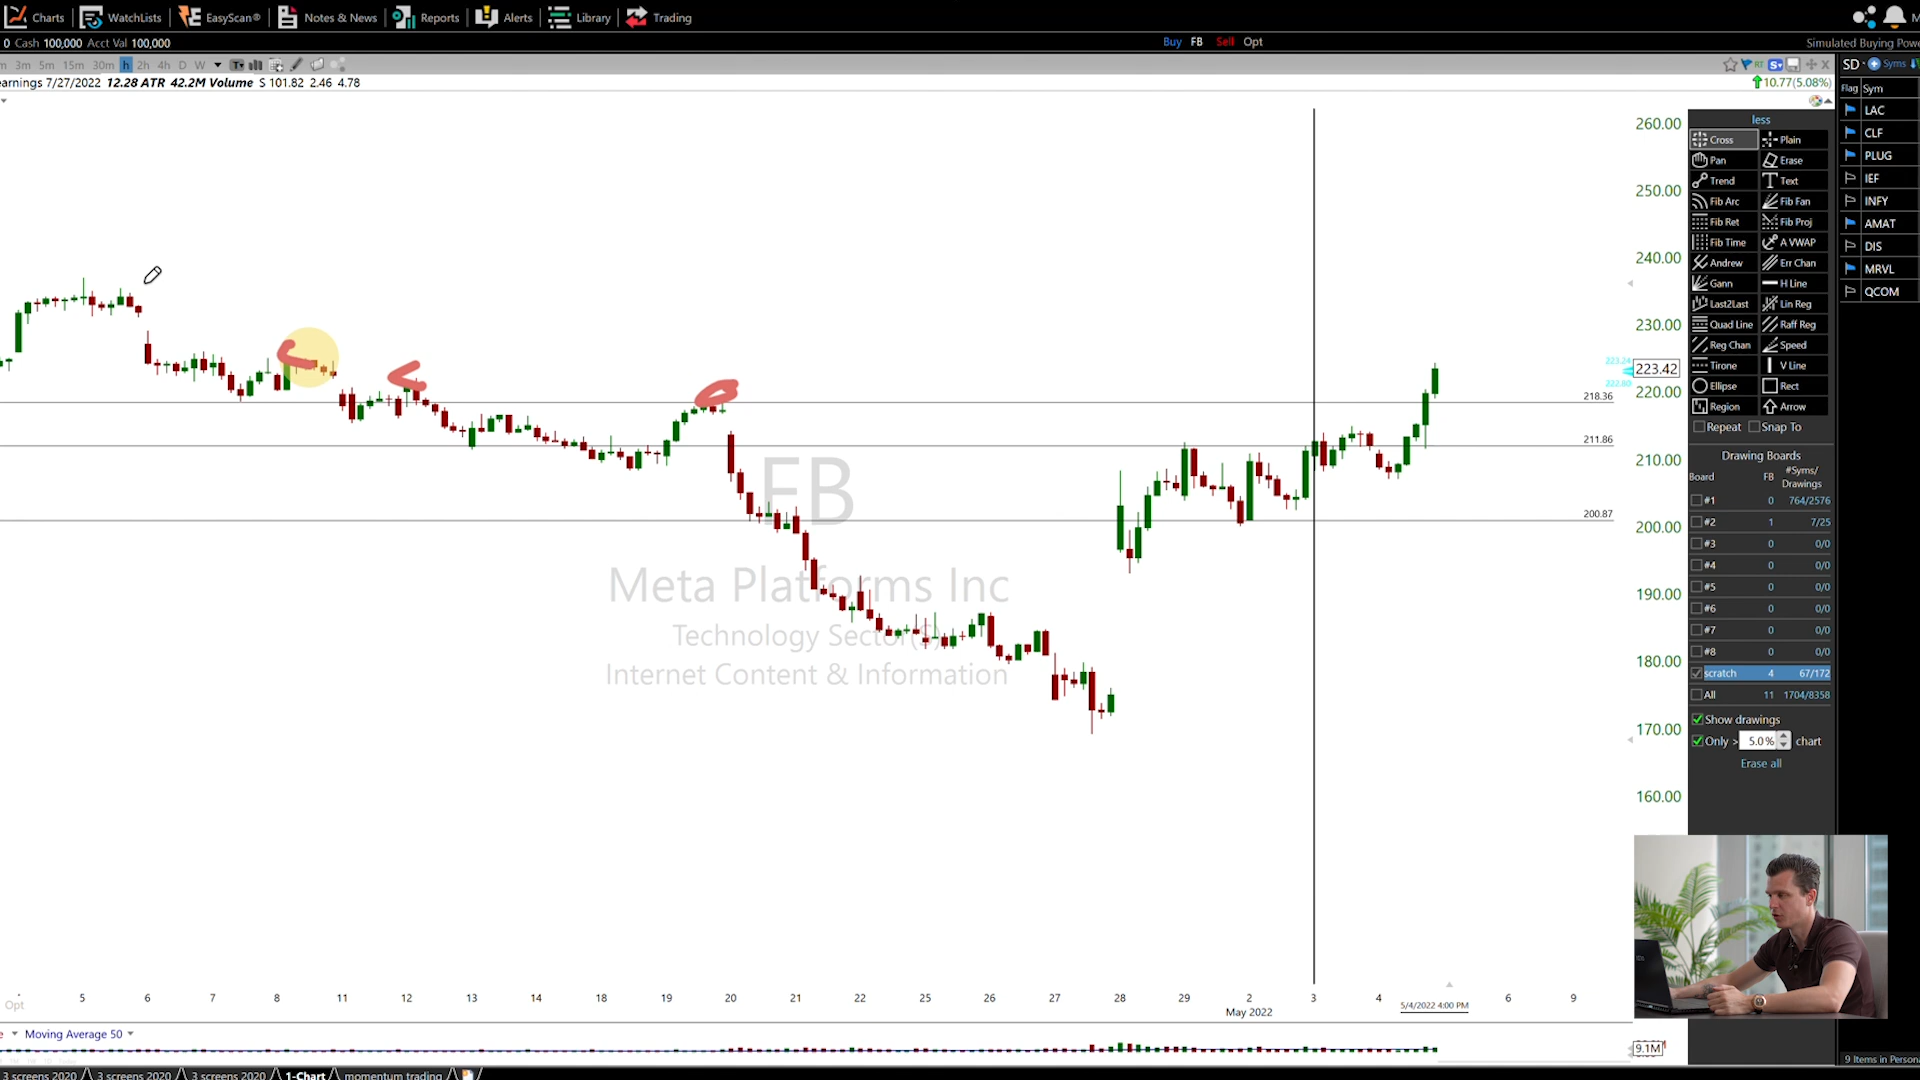 Charts WatchLists EasyScan® Notes & News Reports Alerts Library Trading M
0 Cash 100,000 Acct Val 100,000 Buy FB Sell Opt Simulated Buying Powe
m 3m 5m 15m 30m h 2h 4h D W RT S SD Syms
earnings 7/27/2022 12.28 ATR 42.2M Volume S 101.82 2.46 4.78 10.77(5.08%)
Flag Sym
LAC
CLF
PLUG
IEF
INFY
AMAT
DIS
MRVL
QCOM
less
Cross Plain
Pan Erase
Trend Text
Fib Arc Fib Fan
Fib Ret Fib Proj
Fib Time A VWAP
Andrew Err Chan
Gann H Line
Last2Last Lin Reg
Quad Line Raff Reg
Reg Chan Speed
Tirone V Line
Ellipse Rect
Region Arrow
Repeat Snap To
Drawing Boards
Board FB #Syms/
Drawings
#1 0 764/2576
#2 1 7/25
#3 0 0/0
#4 0 0/0
#5 0 0/0
#6 0 0/0
#7 0 0/0
#8 0 0/0
scratch 4 67/172
All 11 1704/8358
Show drawings
Only > 5.0% chart
Erase all
260.00
250.00
240.00
230.00
223.24
223.42
222.80
220.00
210.00
200.00
190.00
180.00
170.00
160.00
218.36
211.86
200.87
FB
Meta Platforms Inc
Technology Sector(S)
Internet Content & Information
5 6 7 8 11 12 13 14 18 19 20 21 22 25 26 27 28 29 2 3 4 5/4/2022 4:00 PM 6 9
Opt
May 2022
e Moving Average 50
9.1M
3 screens 2020 3 screens 2020 3 screens 2020 1-Chart momentum trading
9 Items in Persona